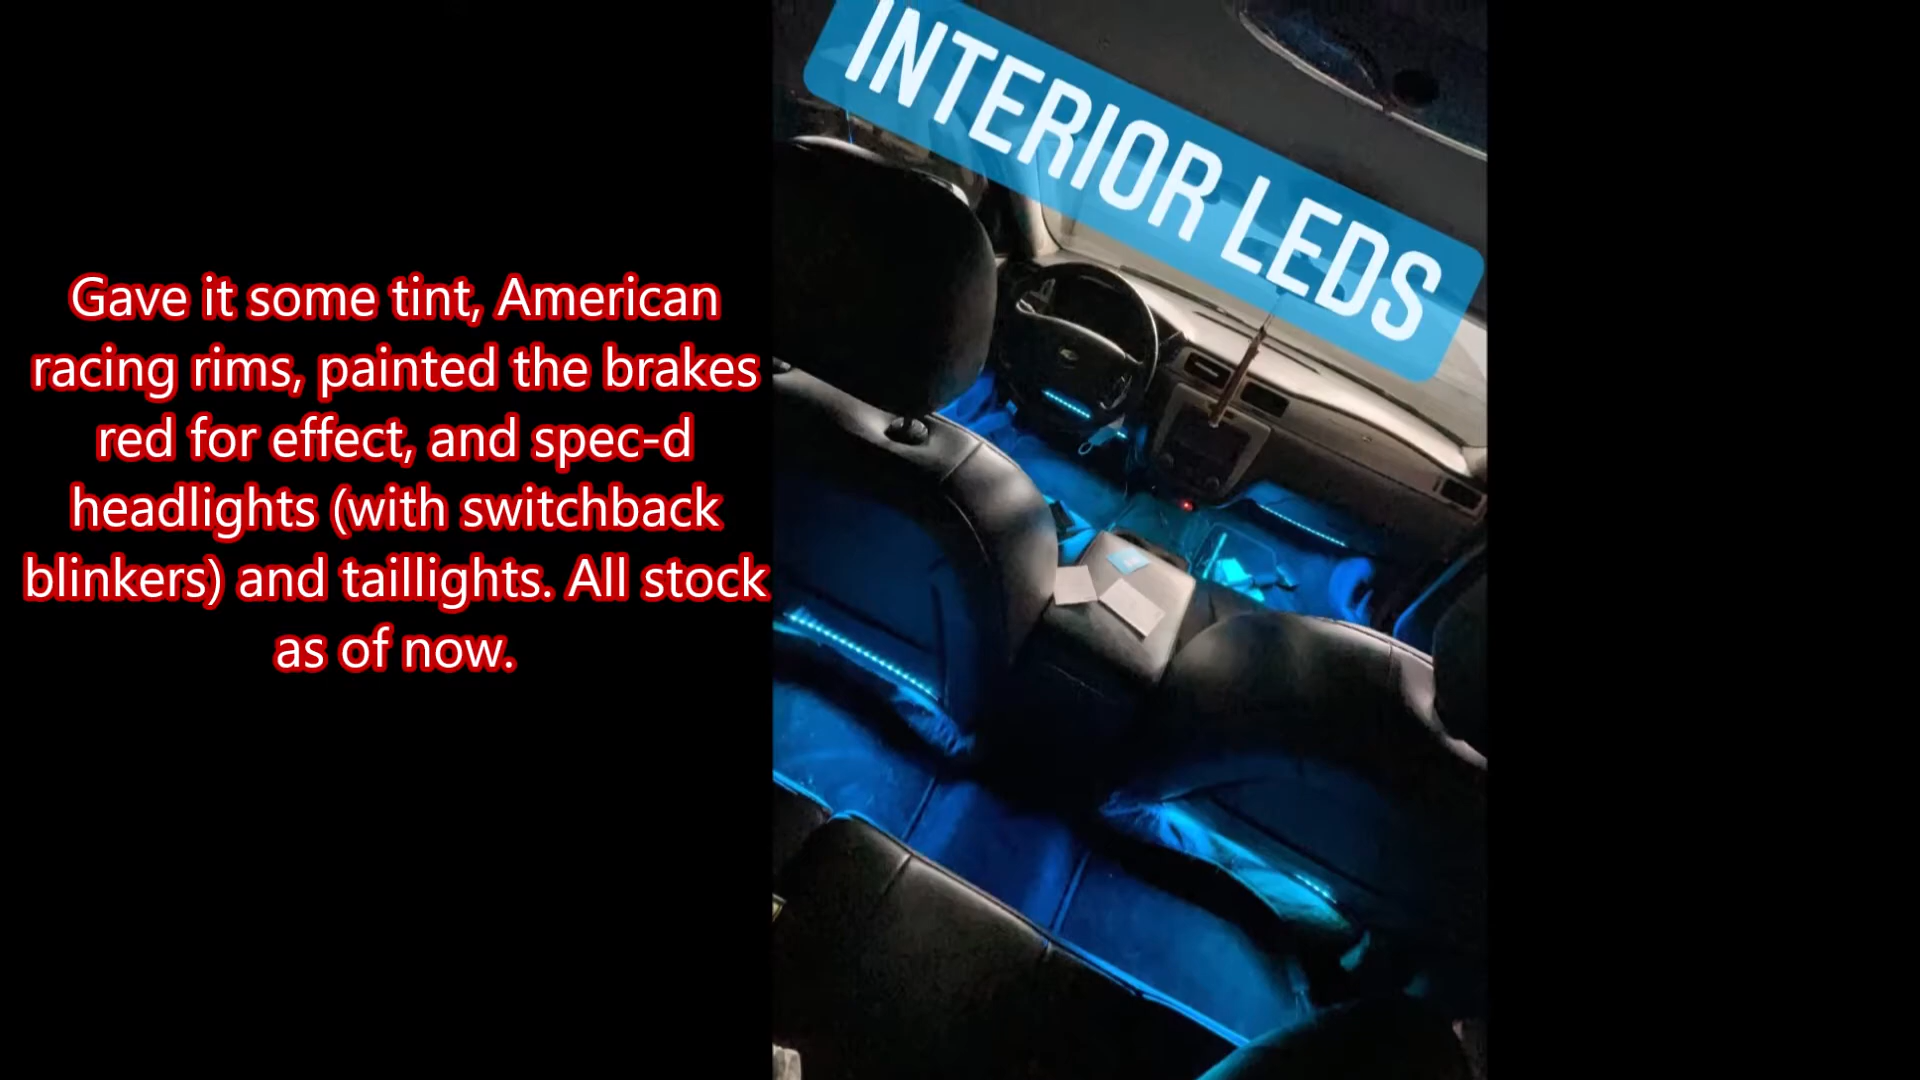 INTERIOR LEDS
Gave it some tint, American
racing rims, painted the brakes
red for effect, and spec-d
headlights (with switchback
blinkers) and taillights. All stock
as of now.